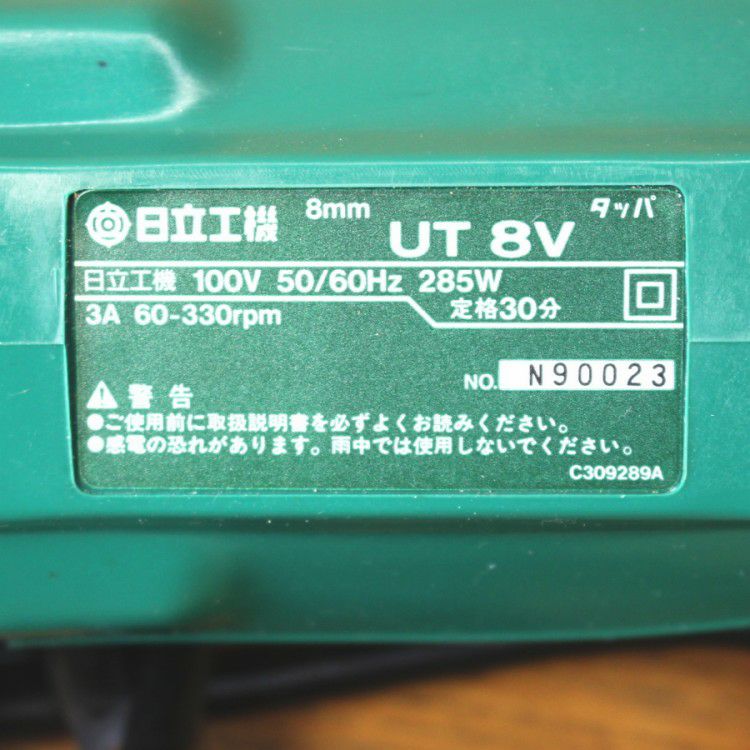 日立工機 8mm UT 8V タッパ
日立工機 100V 50/60Hz 285W
3A 60-330rpm 定格30分
NO. N90023
警告
●ご使用前に取扱説明書を必ずよくお読みください。
●感電の恐れがあります。雨中では使用しないでください。
C309289A